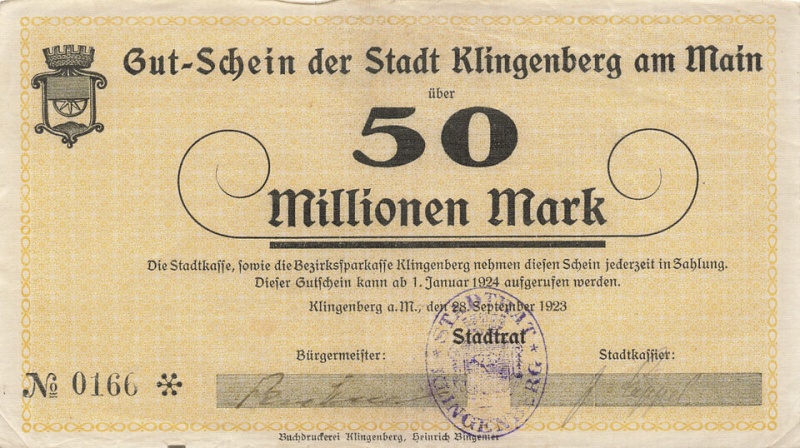 Gut-Schein der Stadt Klingenberg am Main
über
50
Millionen Mark
Die Stadtkasse, sowie die Bezirkssparkasse Klingenberg nehmen diesen Schein jederzeit in Zahlung.
Dieser Gutschein kann ab 1. Januar 1924 aufgerufen werden.
Klingenberg a. M., den 28. September 1923
Stadtrat
Bürgermeister:
Stadtkassier:
№ 0166 ✻
STADTRAT
KLINGENBERG
Buchdruckerei Klingenberg, Heinrich Bingemer